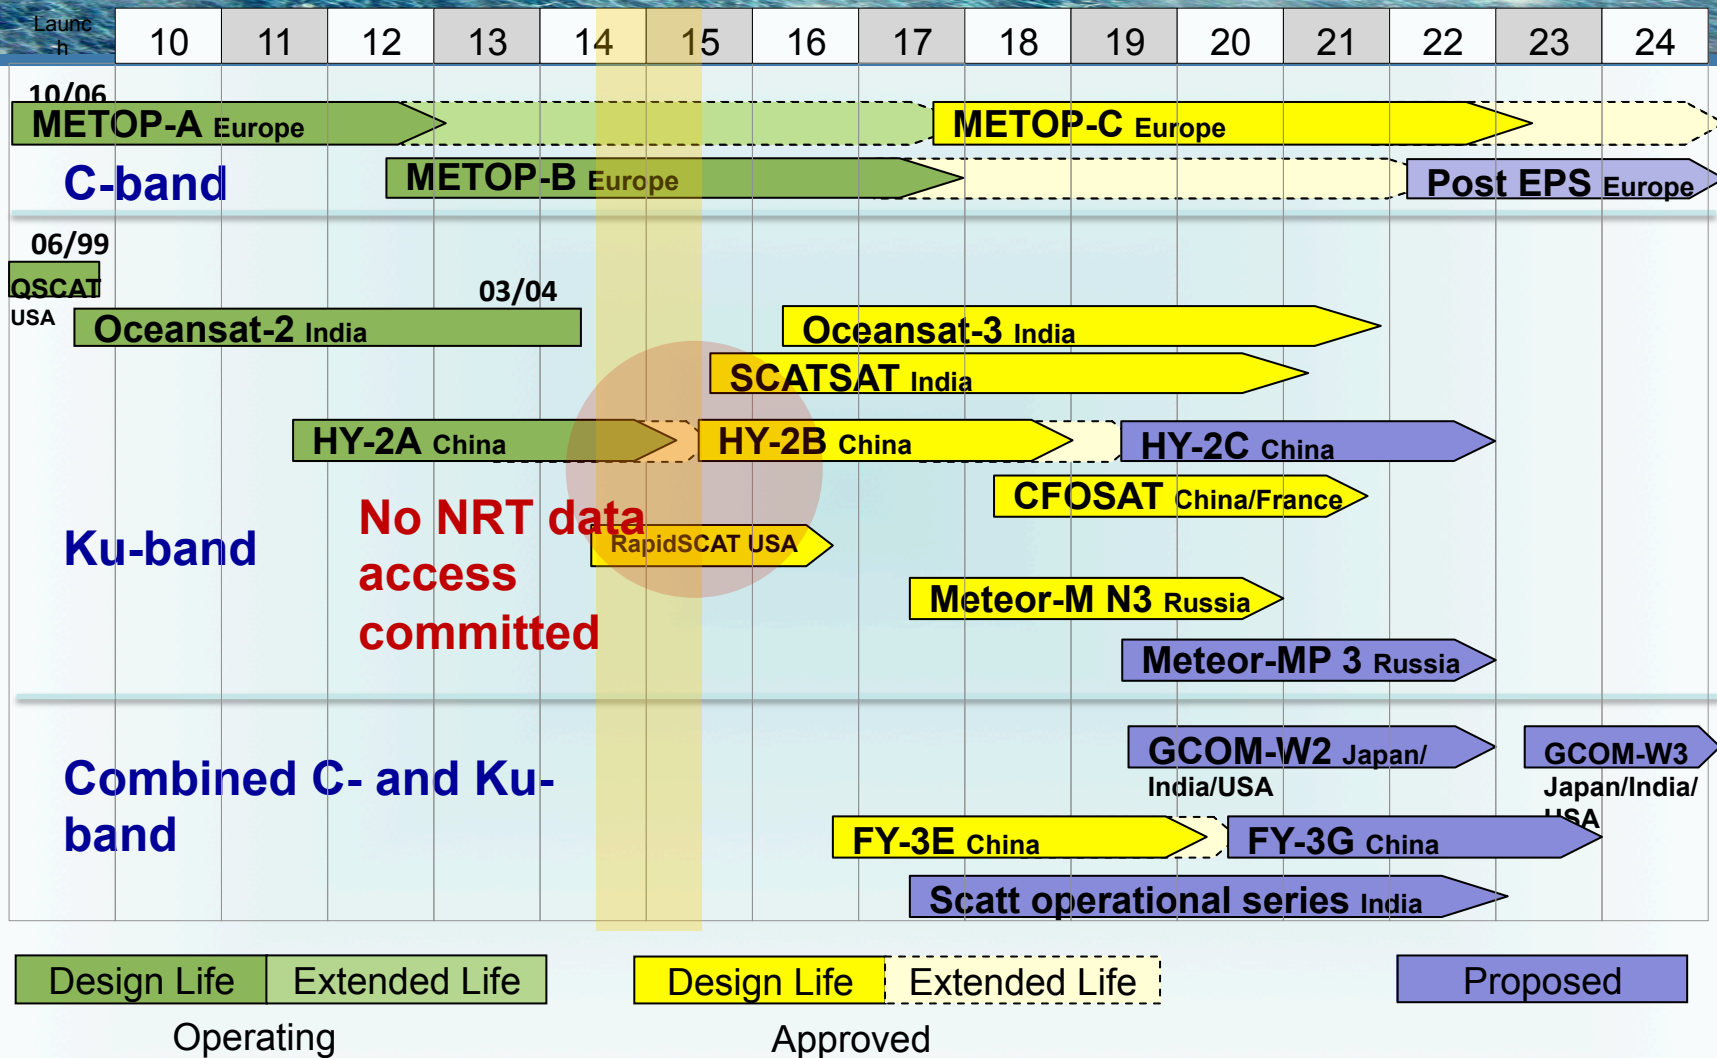 Launc
h
10 11 12 13 14 15 16 17 18 19 20 21 22 23 24
10/06
METOP-A Europe
METOP-C Europe
C-band
METOP-B Europe
Post EPS Europe
06/99
QSCAT
USA
03/04
Oceansat-2 India
Oceansat-3 India
SCATSAT India
HY-2A China
HY-2B China
HY-2C China
CFOSAT China/France
Ku-band
No NRT data
access
committed
RapidSCAT USA
Meteor-M N3 Russia
Meteor-MP 3 Russia
Combined C- and Ku-
band
GCOM-W2 Japan/
India/USA
GCOM-W3
Japan/India/
USA
FY-3E China
FY-3G China
Scatt operational series India
Design Life
Extended Life
Design Life
Extended Life
Proposed
Operating
Approved